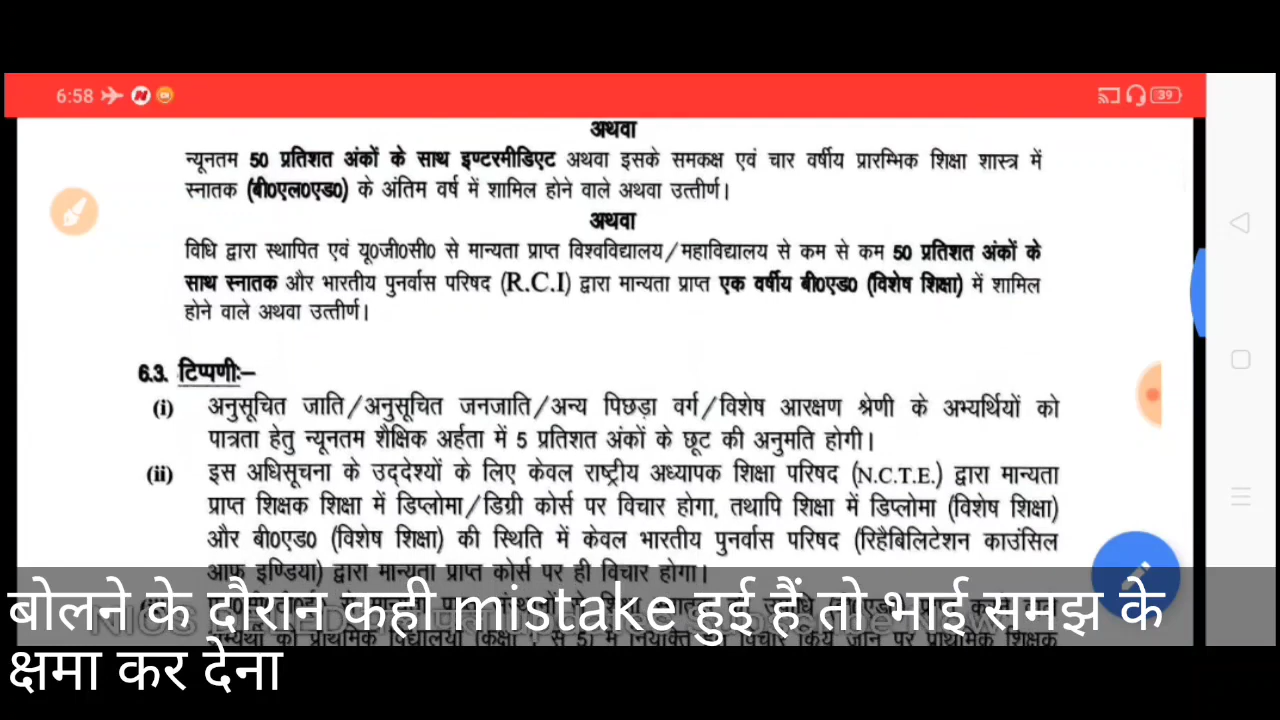 6:58
39
अथवा
न्यूनतम 50 प्रतिशत अंकों के साथ इण्टरमीडिएट अथवा इसके समकक्ष एवं चार वर्षीय प्रारम्भिक शिक्षा शास्त्र में
स्नातक (बी0एल0एड0) के अंतिम वर्ष में शामिल होने वाले अथवा उत्तीर्ण।
अथवा
विधि द्वारा स्थापित एवं यू0जी0सी0 से मान्यता प्राप्त विश्वविद्यालय/महाविद्यालय से कम से कम 50 प्रतिशत अंकों के
साथ स्नातक और भारतीय पुनर्वास परिषद (R.C.I) द्वारा मान्यता प्राप्त एक वर्षीय बी0एड0 (विशेष शिक्षा) में शामिल
होने वाले अथवा उत्तीर्ण।
6.3. टिप्पणीः–
(i) अनुसूचित जाति/अनुसूचित जनजाति/अन्य पिछड़ा वर्ग/विशेष आरक्षण श्रेणी के अभ्यर्थियों को
पात्रता हेतु न्यूनतम शैक्षिक अर्हता में 5 प्रतिशत अंकों के छूट की अनुमति होगी।
(ii) इस अधिसूचना के उद्देश्यों के लिए केवल राष्ट्रीय अध्यापक शिक्षा परिषद (N.C.T.E.) द्वारा मान्यता
प्राप्त शिक्षक शिक्षा में डिप्लोमा/डिग्री कोर्स पर विचार होगा, तथापि शिक्षा में डिप्लोमा (विशेष शिक्षा)
और बी0एड0 (विशेष शिक्षा) की स्थिति में केवल भारतीय पुनर्वास परिषद (रिहैबिलिटेशन काउंसिल
आफ इण्डिया) द्वारा मान्यता प्राप्त कोर्स पर ही विचार होगा।
बोलने के दौरान कही mistake हुई हैं तो भाई समझ के
क्षमा कर देना